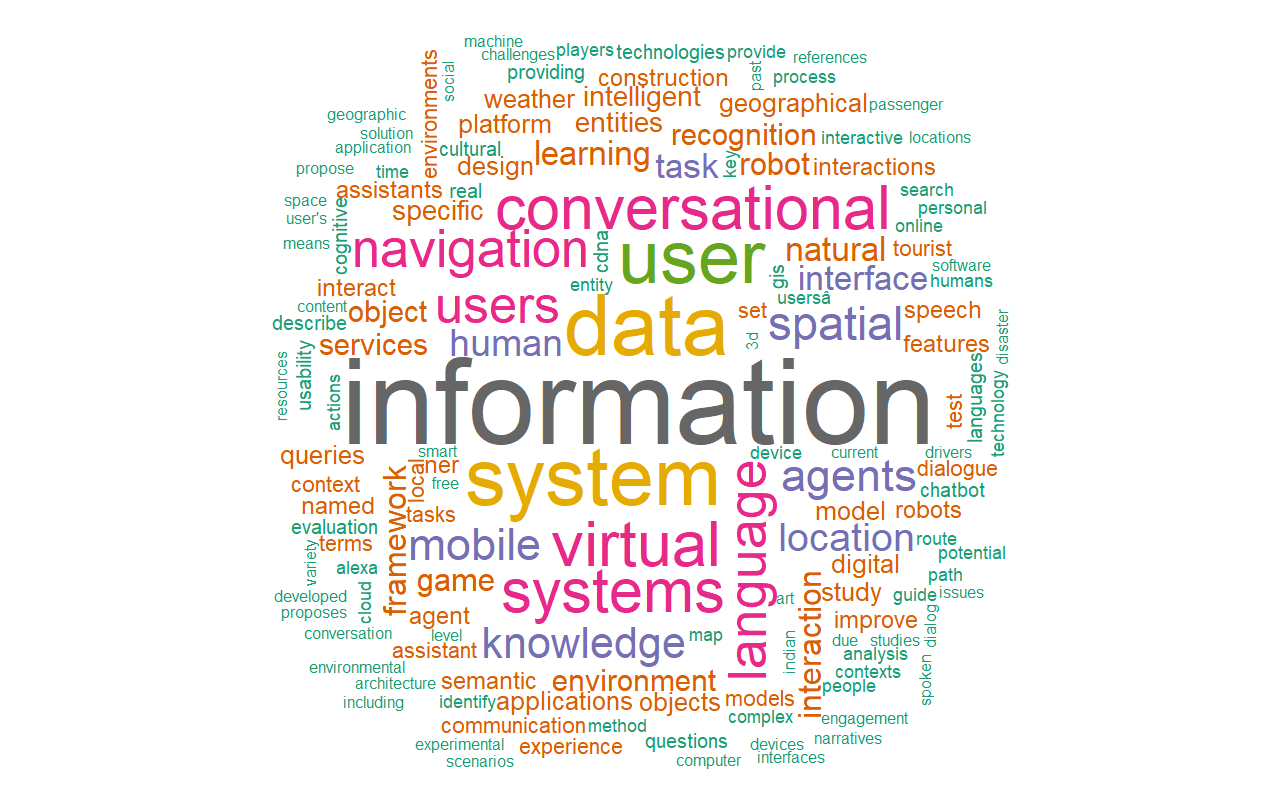 machine
challenges
players
technologies
provide
references
social
environments
providing
construction
past
process
weather
intelligent
geographical
passenger
geographic
solution
platform
entities
recognition
interactive
locations
application
cultural
learning
task
key
robot
interactions
propose
time
design
assistants
real
specific
conversational
search
space
user's
cognitive
personal
online
means
navigation
cdna
user
natural
tourist
software
interact
entity
gis
interface
humans
content
object
users
data
usersâ
set
spatial
speech
describe
services
human
3d
features
disaster
resources
usability
actions
information
test
languages
technology
queries
smart
ner
system
device
current
drivers
context
local
free
language
agents
dialogue
named
framework
tasks
chatbot
model
robots
evaluation
terms
mobile
virtual
location
route
potential
variety
alexa
digital
path
developed
cloud
game
systems
art
study
guide
issues
proposes
agent
interaction
improve
dialog
conversation
level
knowledge
map
indian
due
studies
assistant
analysis
environmental
contexts
spoken
architecture
semantic
environment
people
including
identify
applications
objects
models
communication
method
complex
engagement
experimental
experience
questions
devices
narratives
scenarios
computer
interfaces